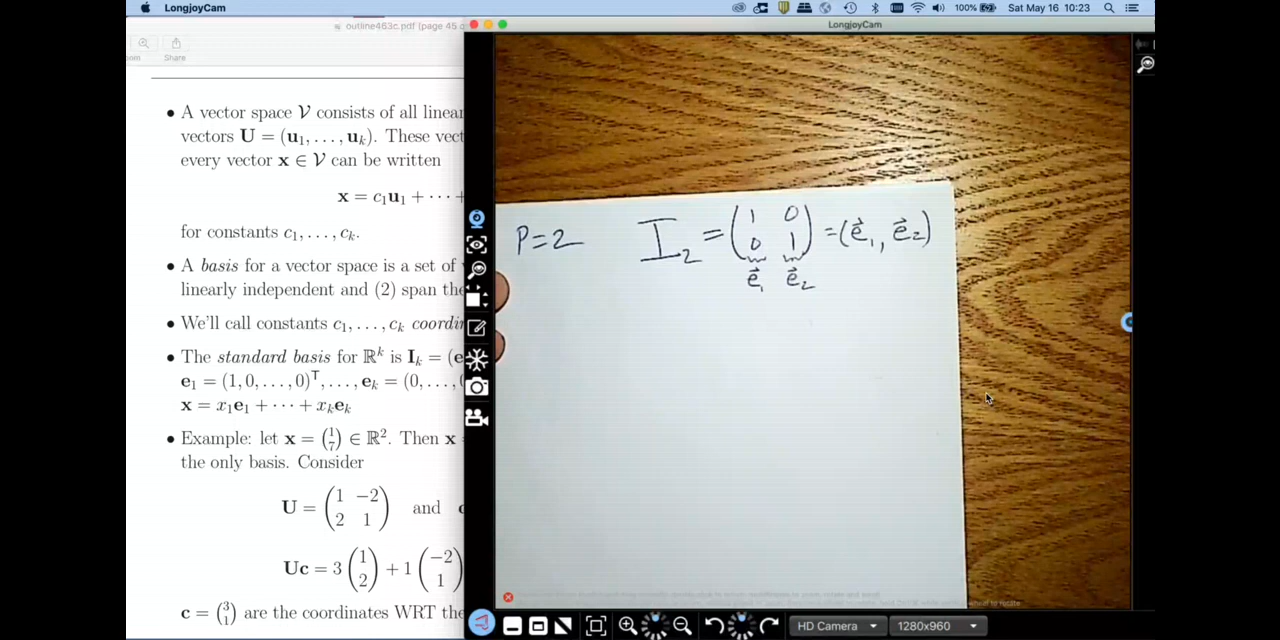 LongjoyCam
100%
Sat May 16 10:23
outline463c.pdf (page 45 o
LongjoyCam
oom
Share
• A vector space V consists of all linear
vectors U = (u₁, . . . , uₖ). These vect
every vector x ∈ V can be written
x = c₁u₁ + · · · +
for constants c₁, . . . , cₖ.
• A basis for a vector space is a set of
linearly independent and (2) span the
• We'll call constants c₁, . . . , cₖ coordin
• The standard basis for ℝᵏ is Iₖ = (e
e₁ = (1, 0, . . . , 0)ᵀ, . . . , eₖ = (0, . . . , (
x = x₁e₁ + · · · + xₖeₖ
• Example: let x = (1 7) ∈ ℝ². Then x =
the only basis. Consider
U = (1 -2
2 1) and c
Uc = 3 (1 2) + 1 (-2 1)
c = (3 1) are the coordinates WRT the
P=2 I₂ = (1 0
0 1) = (e⃗₁, e⃗₂)
e⃗₁ e⃗₂
HD Camera
1280x960